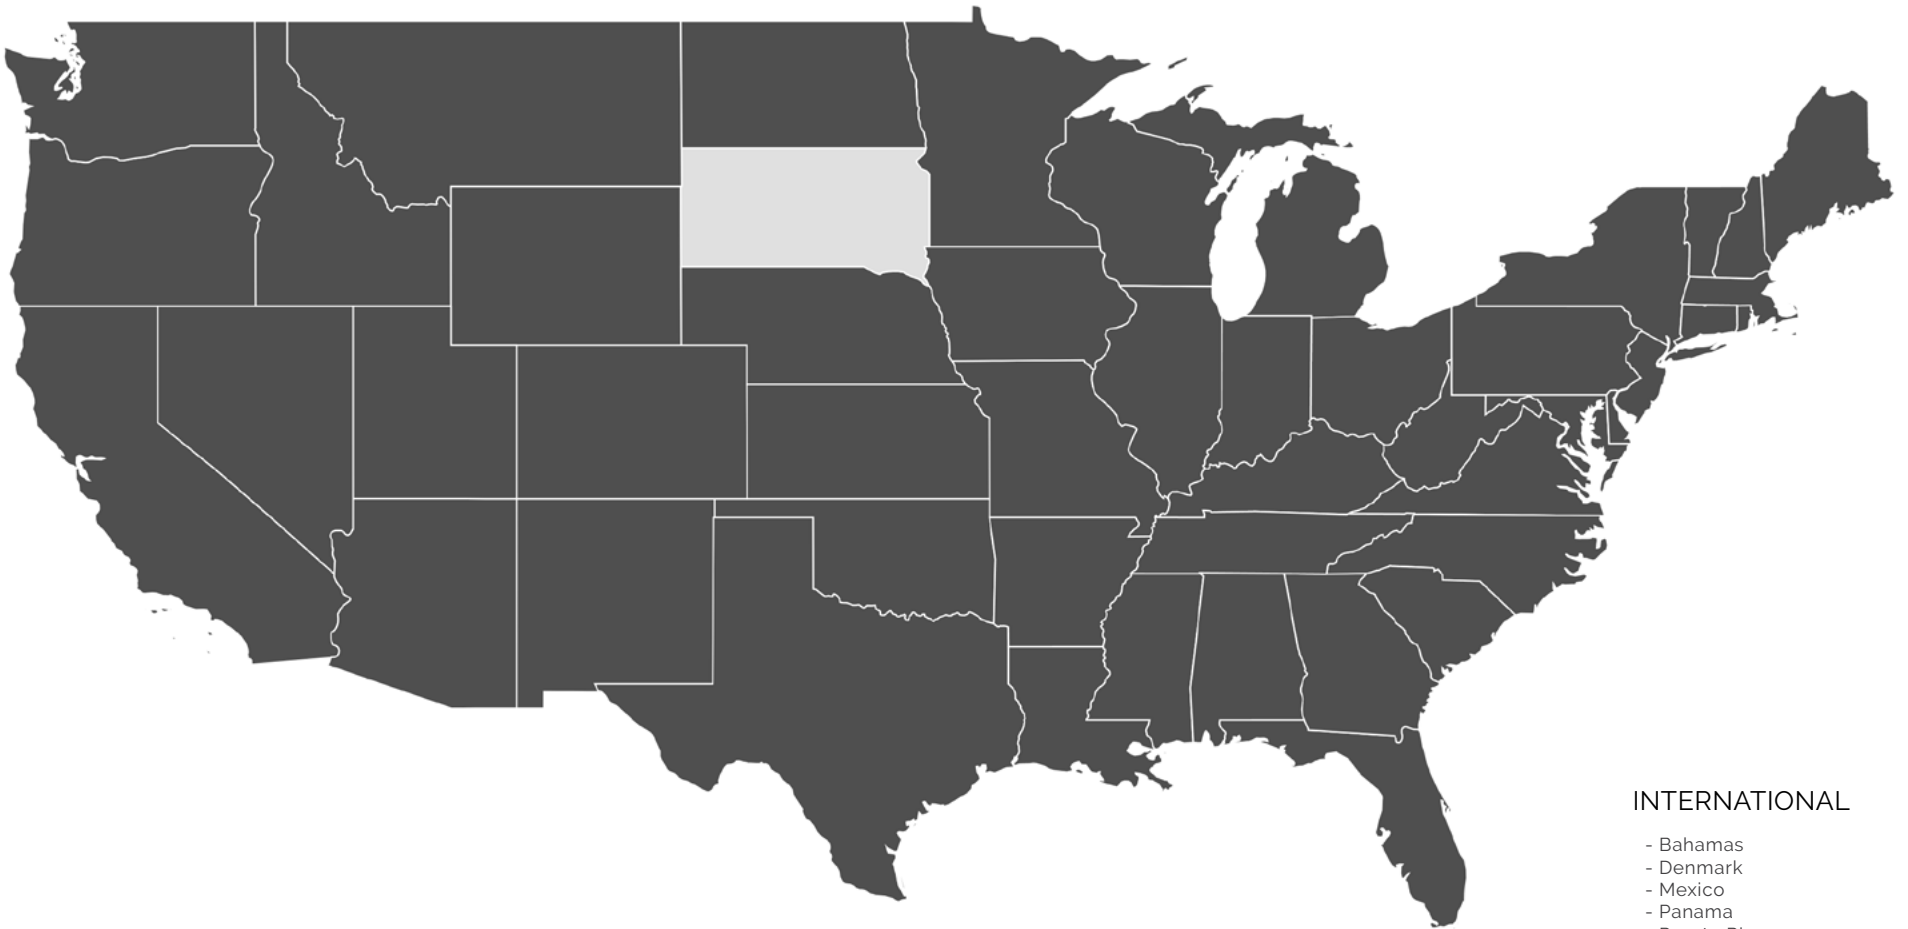 INTERNATIONAL
- Bahamas
- Denmark
- Mexico
- Panama